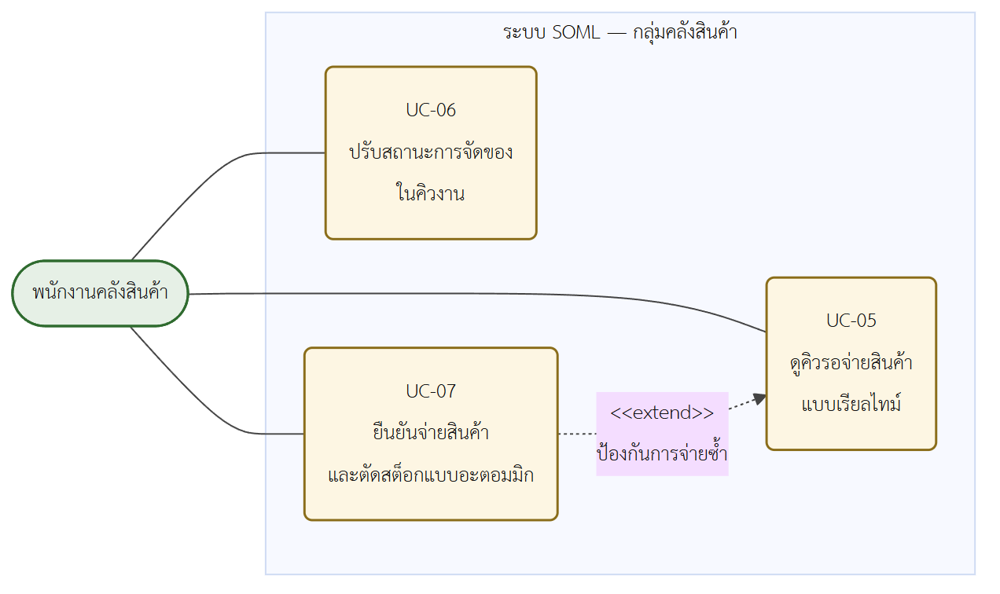 ระบบ SOML — กลุ่มคลังสินค้า
UC-06
ปรับสถานะการจัดของ
ในคิวงาน
พนักงานคลังสินค้า
UC-05
ดูคิวรอจ่ายสินค้า
แบบเรียลไทม์
UC-07
ยืนยันจ่ายสินค้า
และตัดสต็อกแบบอะตอมมิก
<<extend>>
ป้องกันการจ่ายซ้ำ